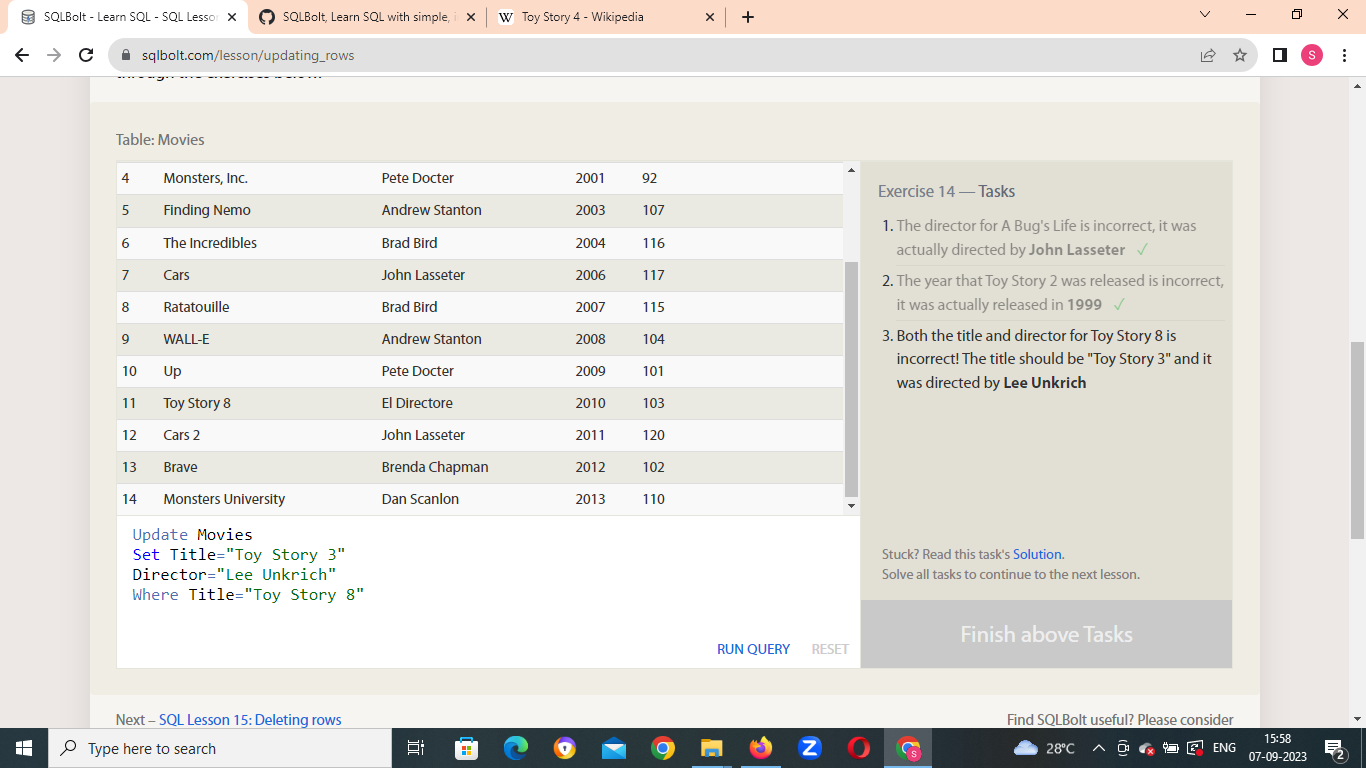 SQLBolt - Learn SQL - SQL Lesson
SQLBolt, Learn SQL with simple, i
Toy Story 4 - Wikipedia
sqlbolt.com/lesson/updating_rows
S
through the exercises below.
Table: Movies
4 Monsters, Inc. Pete Docter 2001 92
5 Finding Nemo Andrew Stanton 2003 107
6 The Incredibles Brad Bird 2004 116
7 Cars John Lasseter 2006 117
8 Ratatouille Brad Bird 2007 115
9 WALL-E Andrew Stanton 2008 104
10 Up Pete Docter 2009 101
11 Toy Story 8 El Directore 2010 103
12 Cars 2 John Lasseter 2011 120
13 Brave Brenda Chapman 2012 102
14 Monsters University Dan Scanlon 2013 110
Update Movies
Set Title="Toy Story 3"
Director="Lee Unkrich"
Where Title="Toy Story 8"
RUN QUERY RESET
Exercise 14 — Tasks
1. The director for A Bug's Life is incorrect, it was
actually directed by John Lasseter ✓
2. The year that Toy Story 2 was released is incorrect,
it was actually released in 1999 ✓
3. Both the title and director for Toy Story 8 is
incorrect! The title should be "Toy Story 3" and it
was directed by Lee Unkrich
Stuck? Read this task's Solution.
Solve all tasks to continue to the next lesson.
Finish above Tasks
Next – SQL Lesson 15: Deleting rows
Find SQLBolt useful? Please consider
Type here to search
28°C
ENG
15:58
07-09-2023
2